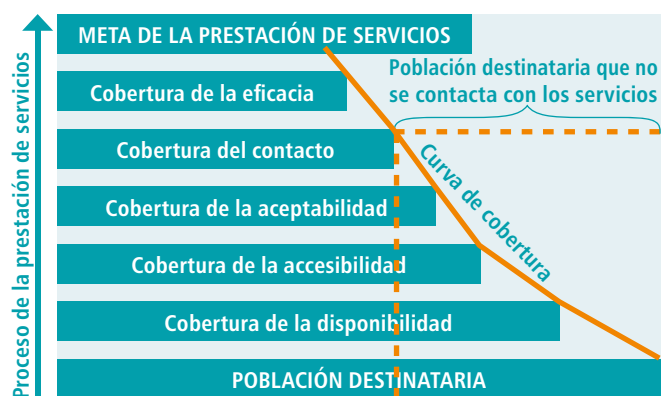 META DE LA PRESTACIÓN DE SERVICIOS
Población destinataria que no
se contacta con los servicios
Cobertura de la eficacia
Cobertura del contacto
Cobertura de la aceptabilidad
Cobertura de la accesibilidad
Cobertura de la disponibilidad
POBLACIÓN DESTINATARIA
Curva de cobertura
Proceso de la prestación de servicios